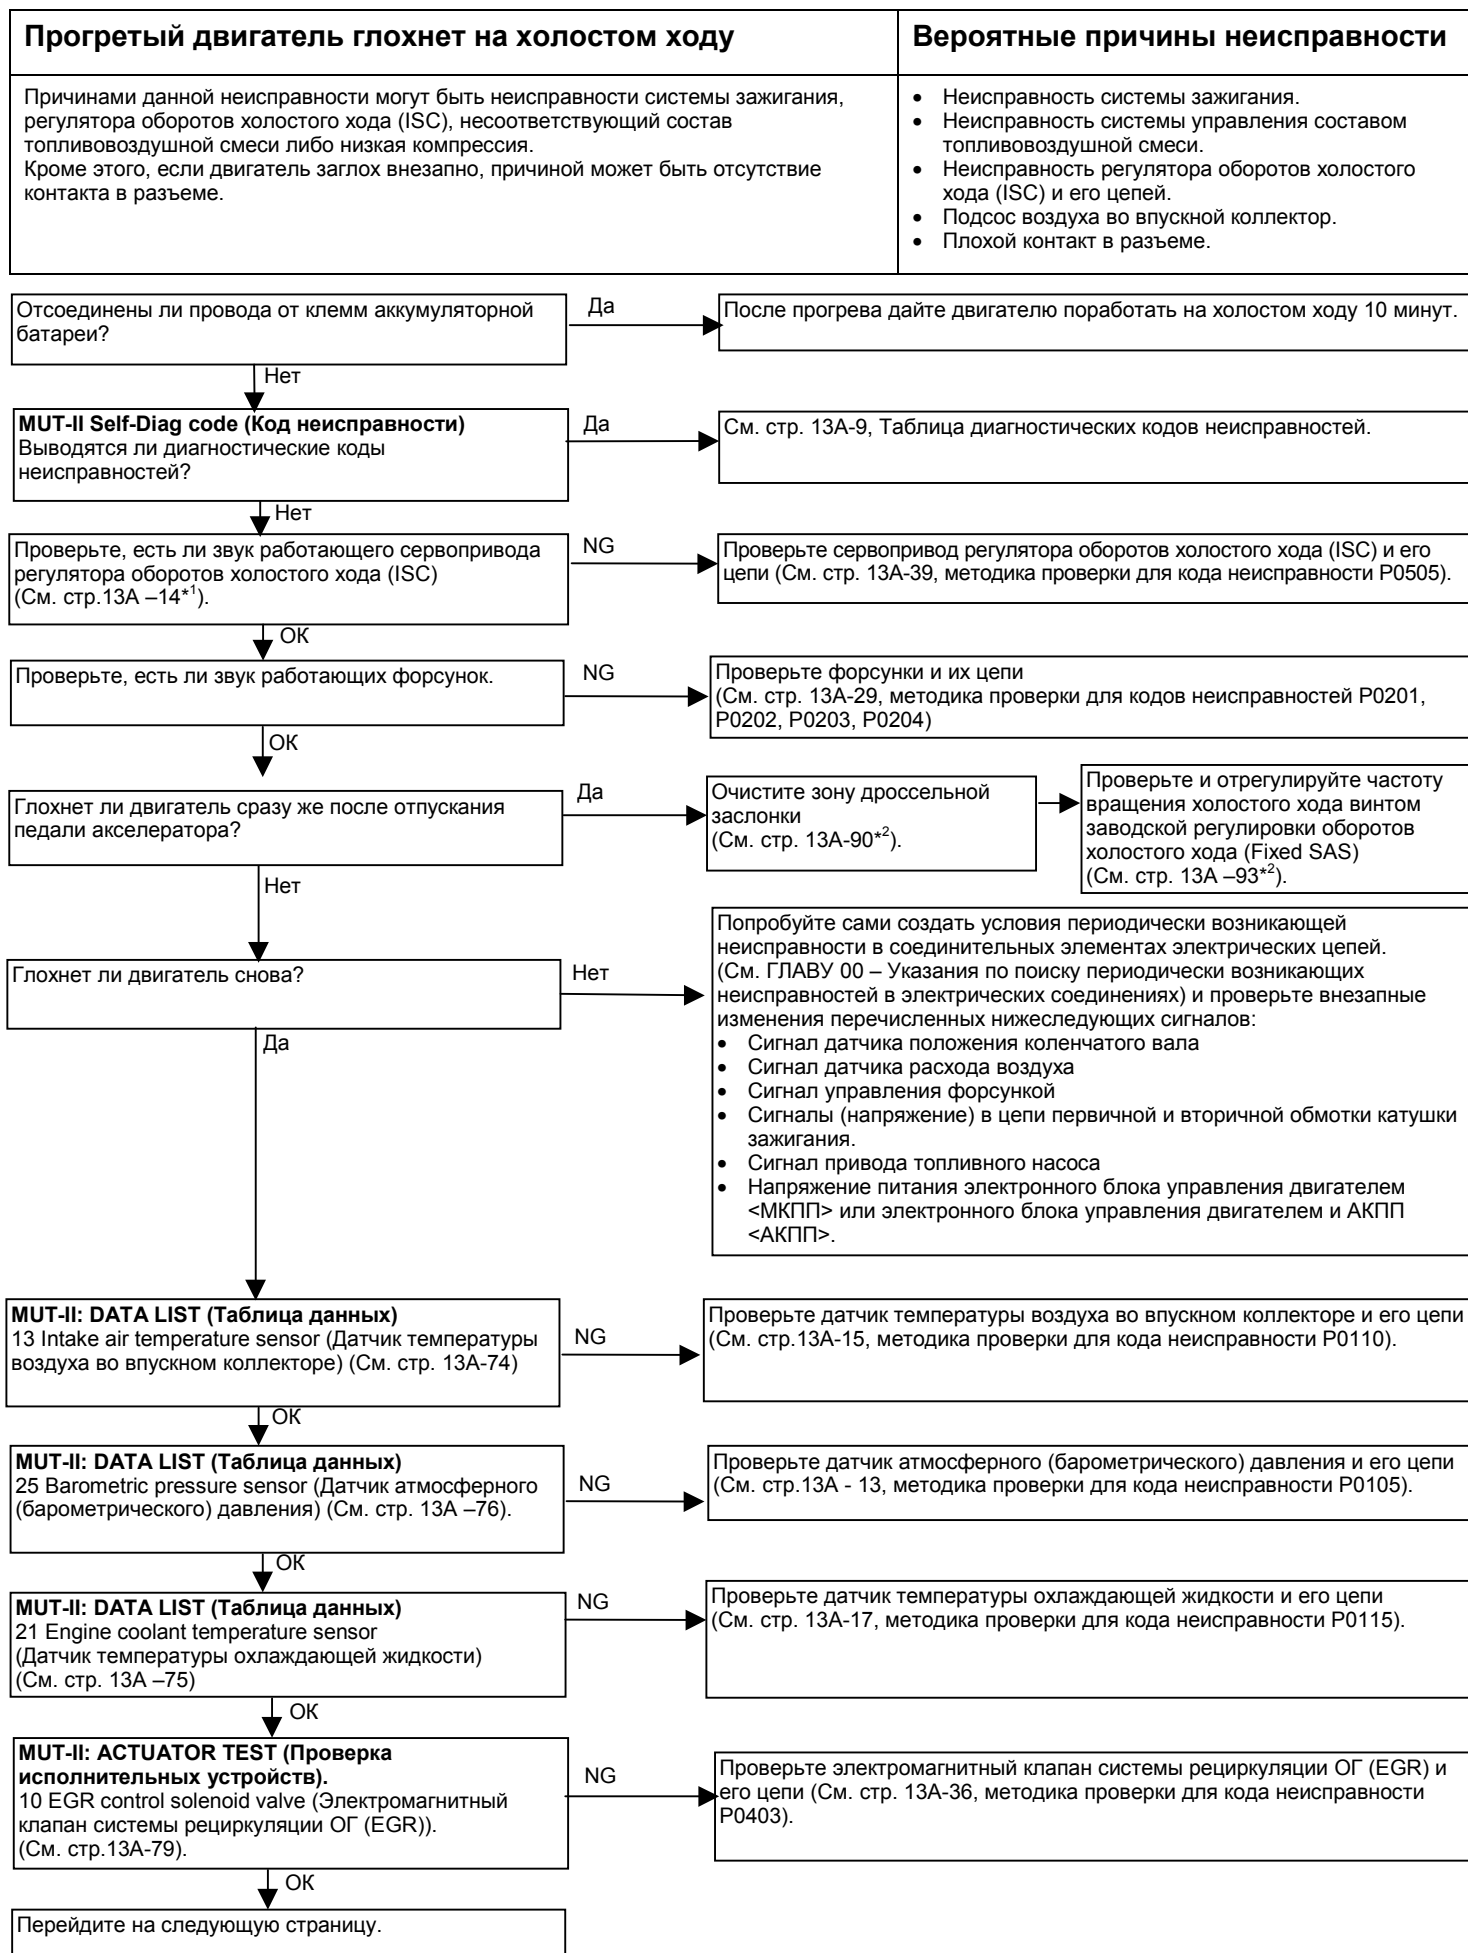 Прогретый двигатель глохнет на холостом ходу
Вероятные причины неисправности
Причинами данной неисправности могут быть неисправности системы зажигания,
регулятора оборотов холостого хода (ISC), несоответствующий состав
топливовоздушной смеси либо низкая компрессия.
Кроме этого, если двигатель заглох внезапно, причиной может быть отсутствие
контакта в разъеме.
• Неисправность системы зажигания.
• Неисправность системы управления составом
топливовоздушной смеси.
• Неисправность регулятора оборотов холостого
хода (ISC) и его цепей.
• Подсос воздуха во впускной коллектор.
• Плохой контакт в разъеме.
Отсоединены ли провода от клемм аккумуляторной
батареи?
Да
После прогрева дайте двигателю поработать на холостом ходу 10 минут.
Нет
MUT-II Self-Diag code (Код неисправности)
Выводятся ли диагностические коды
неисправностей?
Да
См. стр. 13А-9, Таблица диагностических кодов неисправностей.
Нет
Проверьте, есть ли звук работающего сервопривода
регулятора оборотов холостого хода (ISC)
(См. стр.13А –14*1).
NG
Проверьте сервопривод регулятора оборотов холостого хода (ISC) и его
цепи (См. стр. 13А-39, методика проверки для кода неисправности Р0505).
ОК
Проверьте, есть ли звук работающих форсунок.
NG
Проверьте форсунки и их цепи
(См. стр. 13А-29, методика проверки для кодов неисправностей Р0201,
Р0202, Р0203, Р0204)
ОК
Глохнет ли двигатель сразу же после отпускания
педали акселератора?
Да
Очистите зону дроссельной
заслонки
(См. стр. 13А-90*2).
Проверьте и отрегулируйте частоту
вращения холостого хода винтом
заводской регулировки оборотов
холостого хода (Fixed SAS)
(См. стр. 13А –93*2).
Нет
Глохнет ли двигатель снова?
Нет
Попробуйте сами создать условия периодически возникающей
неисправности в соединительных элементах электрических цепей.
(См. ГЛАВУ 00 – Указания по поиску периодически возникающих
неисправностей в электрических соединениях) и проверьте внезапные
изменения перечисленных нижеследующих сигналов:
• Сигнал датчика положения коленчатого вала
• Сигнал датчика расхода воздуха
• Сигнал управления форсункой
• Сигналы (напряжение) в цепи первичной и вторичной обмотки катушки
зажигания.
• Сигнал привода топливного насоса
• Напряжение питания электронного блока управления двигателем
<МКПП> или электронного блока управления двигателем и АКПП
<АКПП>.
Да
MUT-II: DATA LIST (Таблица данных)
13 Intake air temperature sensor (Датчик температуры
воздуха во впускном коллекторе) (См. стр. 13А-74)
NG
Проверьте датчик температуры воздуха во впускном коллекторе и его цепи
(См. стр.13А-15, методика проверки для кода неисправности Р0110).
ОК
MUT-II: DATA LIST (Таблица данных)
25 Barometric pressure sensor (Датчик атмосферного
(барометрического) давления) (См. стр. 13А –76).
NG
Проверьте датчик атмосферного (барометрического) давления и его цепи
(См. стр.13А - 13, методика проверки для кода неисправности Р0105).
ОК
MUT-II: DATA LIST (Таблица данных)
21 Engine coolant temperature sensor
(Датчик температуры охлаждающей жидкости)
(См. стр. 13А –75)
NG
Проверьте датчик температуры охлаждающей жидкости и его цепи
(См. стр. 13А-17, методика проверки для кода неисправности Р0115).
ОК
MUT-II: ACTUATOR TEST (Проверка
исполнительных устройств).
10 EGR control solenoid valve (Электромагнитный
клапан системы рециркуляции ОГ (EGR)).
(См. стр.13А-79).
NG
Проверьте электромагнитный клапан системы рециркуляции ОГ (EGR) и
его цепи (См. стр. 13А-36, методика проверки для кода неисправности
Р0403).
ОК
Перейдите на следующую страницу.